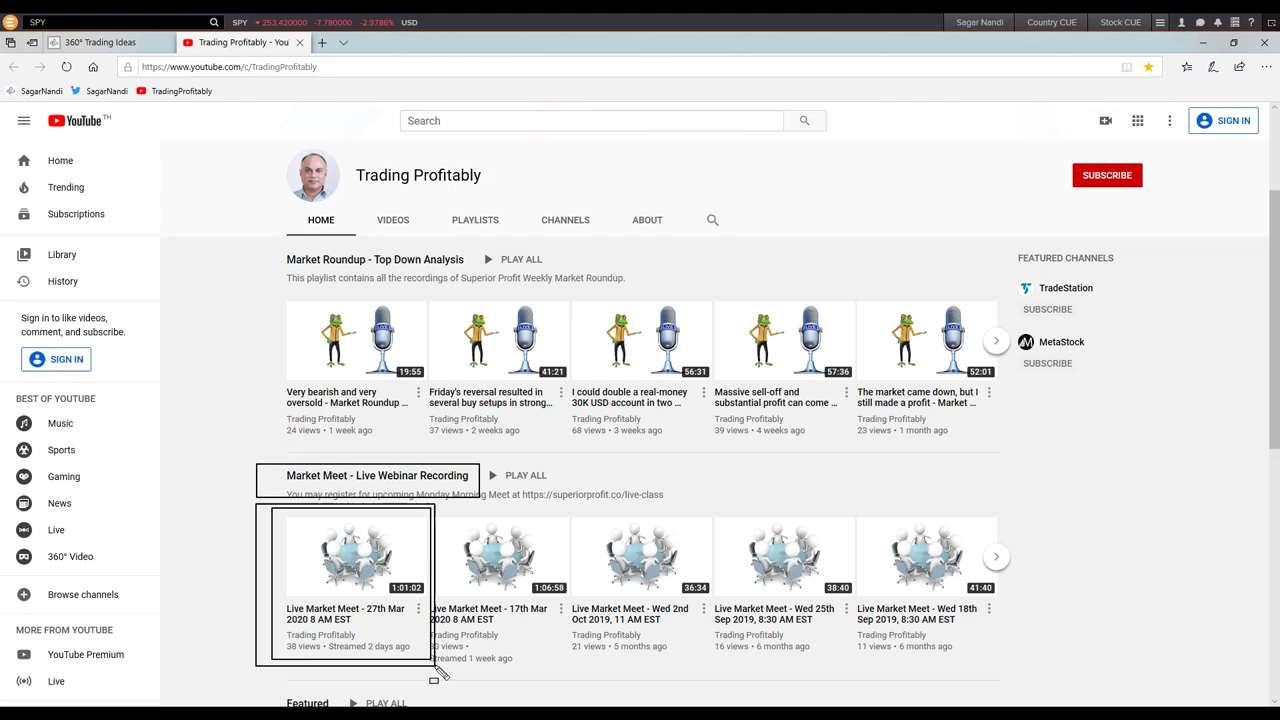 SPY
SPY 253.420000 -7.780000 -2.9786% USD
Sagar Nandi
Country CUE
Stock CUE
360° Trading Ideas
Trading Profitably - You
https://www.youtube.com/c/TradingProfitably
SagarNandi
SagarNandi
TradingProfitably
YouTube TH
Search
SIGN IN
Home
Trending
Subscriptions
Library
History
Sign in to like videos,
comment, and subscribe.
SIGN IN
BEST OF YOUTUBE
Music
Sports
Gaming
News
Live
360° Video
Browse channels
MORE FROM YOUTUBE
YouTube Premium
Live
Trading Profitably
SUBSCRIBE
HOME
VIDEOS
PLAYLISTS
CHANNELS
ABOUT
Market Roundup - Top Down Analysis
PLAY ALL
This playlist contains all the recordings of Superior Profit Weekly Market Roundup.
19:55
Very bearish and very
oversold - Market Roundup ...
Trading Profitably
24 views • 1 week ago
41:21
Friday's reversal resulted in
several buy setups in strong...
Trading Profitably
37 views • 2 weeks ago
56:31
I could double a real-money
30K USD account in two ...
Trading Profitably
68 views • 3 weeks ago
57:36
Massive sell-off and
substantial profit can come ...
Trading Profitably
39 views • 4 weeks ago
52:01
The market came down, but I
still made a profit - Market ...
Trading Profitably
23 views • 1 month ago
Market Meet - Live Webinar Recording
PLAY ALL
You may register for upcoming Monday Morning Meet at https://superiorprofit.co/live-class
1:01:02
Live Market Meet - 27th Mar
2020 8 AM EST
Trading Profitably
38 views • Streamed 2 days ago
1:06:58
Live Market Meet - 17th Mar
2020 8 AM EST
Trading Profitably
views •
Streamed 1 week ago
36:34
Live Market Meet - Wed 2nd
Oct 2019, 11 AM EST
Trading Profitably
21 views • 5 months ago
38:40
Live Market Meet - Wed 25th
Sep 2019, 8:30 AM EST
Trading Profitably
16 views • 6 months ago
41:40
Live Market Meet - Wed 18th
Sep 2019, 8:30 AM EST
Trading Profitably
11 views • 6 months ago
Featured
PLAY ALL
FEATURED CHANNELS
TradeStation
SUBSCRIBE
MetaStock
SUBSCRIBE